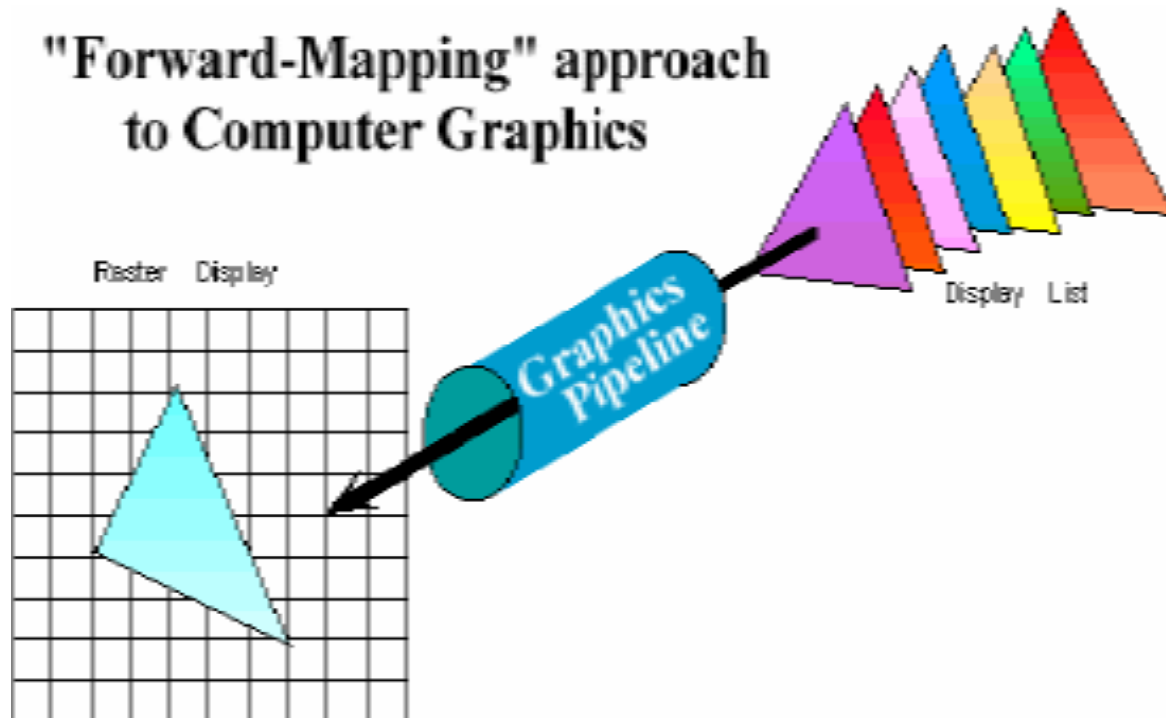 "Forward-Mapping" approach
to Computer Graphics
Raster Display
Graphics
Pipeline
Display List